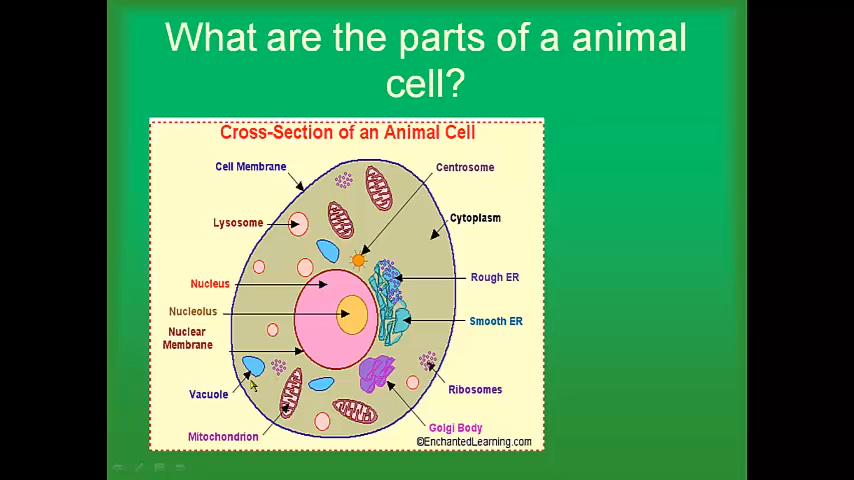 What are the parts of a animal
cell?
Cross-Section of an Animal Cell
Cell Membrane
Centrosome
Lysosome
Cytoplasm
Nucleus
Rough ER
Nucleolus
Smooth ER
Nuclear
Membrane
Vacuole
Ribosomes
Mitochondrion
Golgi Body
©EnchantedLearning.com